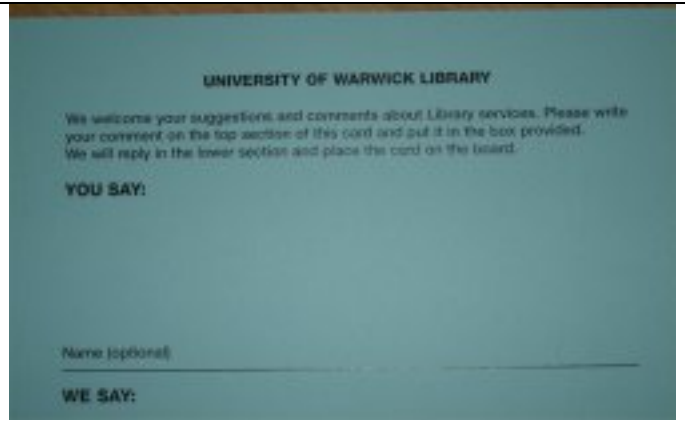 UNIVERSITY OF WARWICK LIBRARY
We welcome your suggestions and comments about Library services. Please write
your comment on the top section of this card and put it in the box provided.
We will reply in the lower section and place the card on the board.
YOU SAY:
Name (optional)
WE SAY: